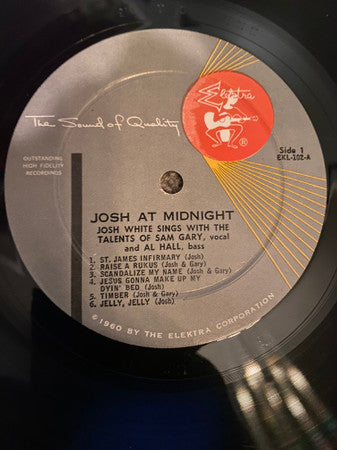 Elektra
®
The Sound of Quality
Side 1
EKL-202-A
OUTSTANDING
HIGH FIDELITY
RECORDINGS
JOSH AT MIDNIGHT
JOSH WHITE SINGS WITH THE
TALENTS OF SAM GARY, vocal
and AL HALL, bass
1. ST. JAMES INFIRMARY (Josh)
2. RAISE A RUKUS (Josh & Gary)
3. SCANDALIZE MY NAME (Josh & Gary)
4. JESUS GONNA MAKE UP MY
DYIN' BED (Josh)
5. TIMBER (Josh & Gary)
6. JELLY, JELLY (Josh)
©1960 BY THE ELEKTRA CORPORATION